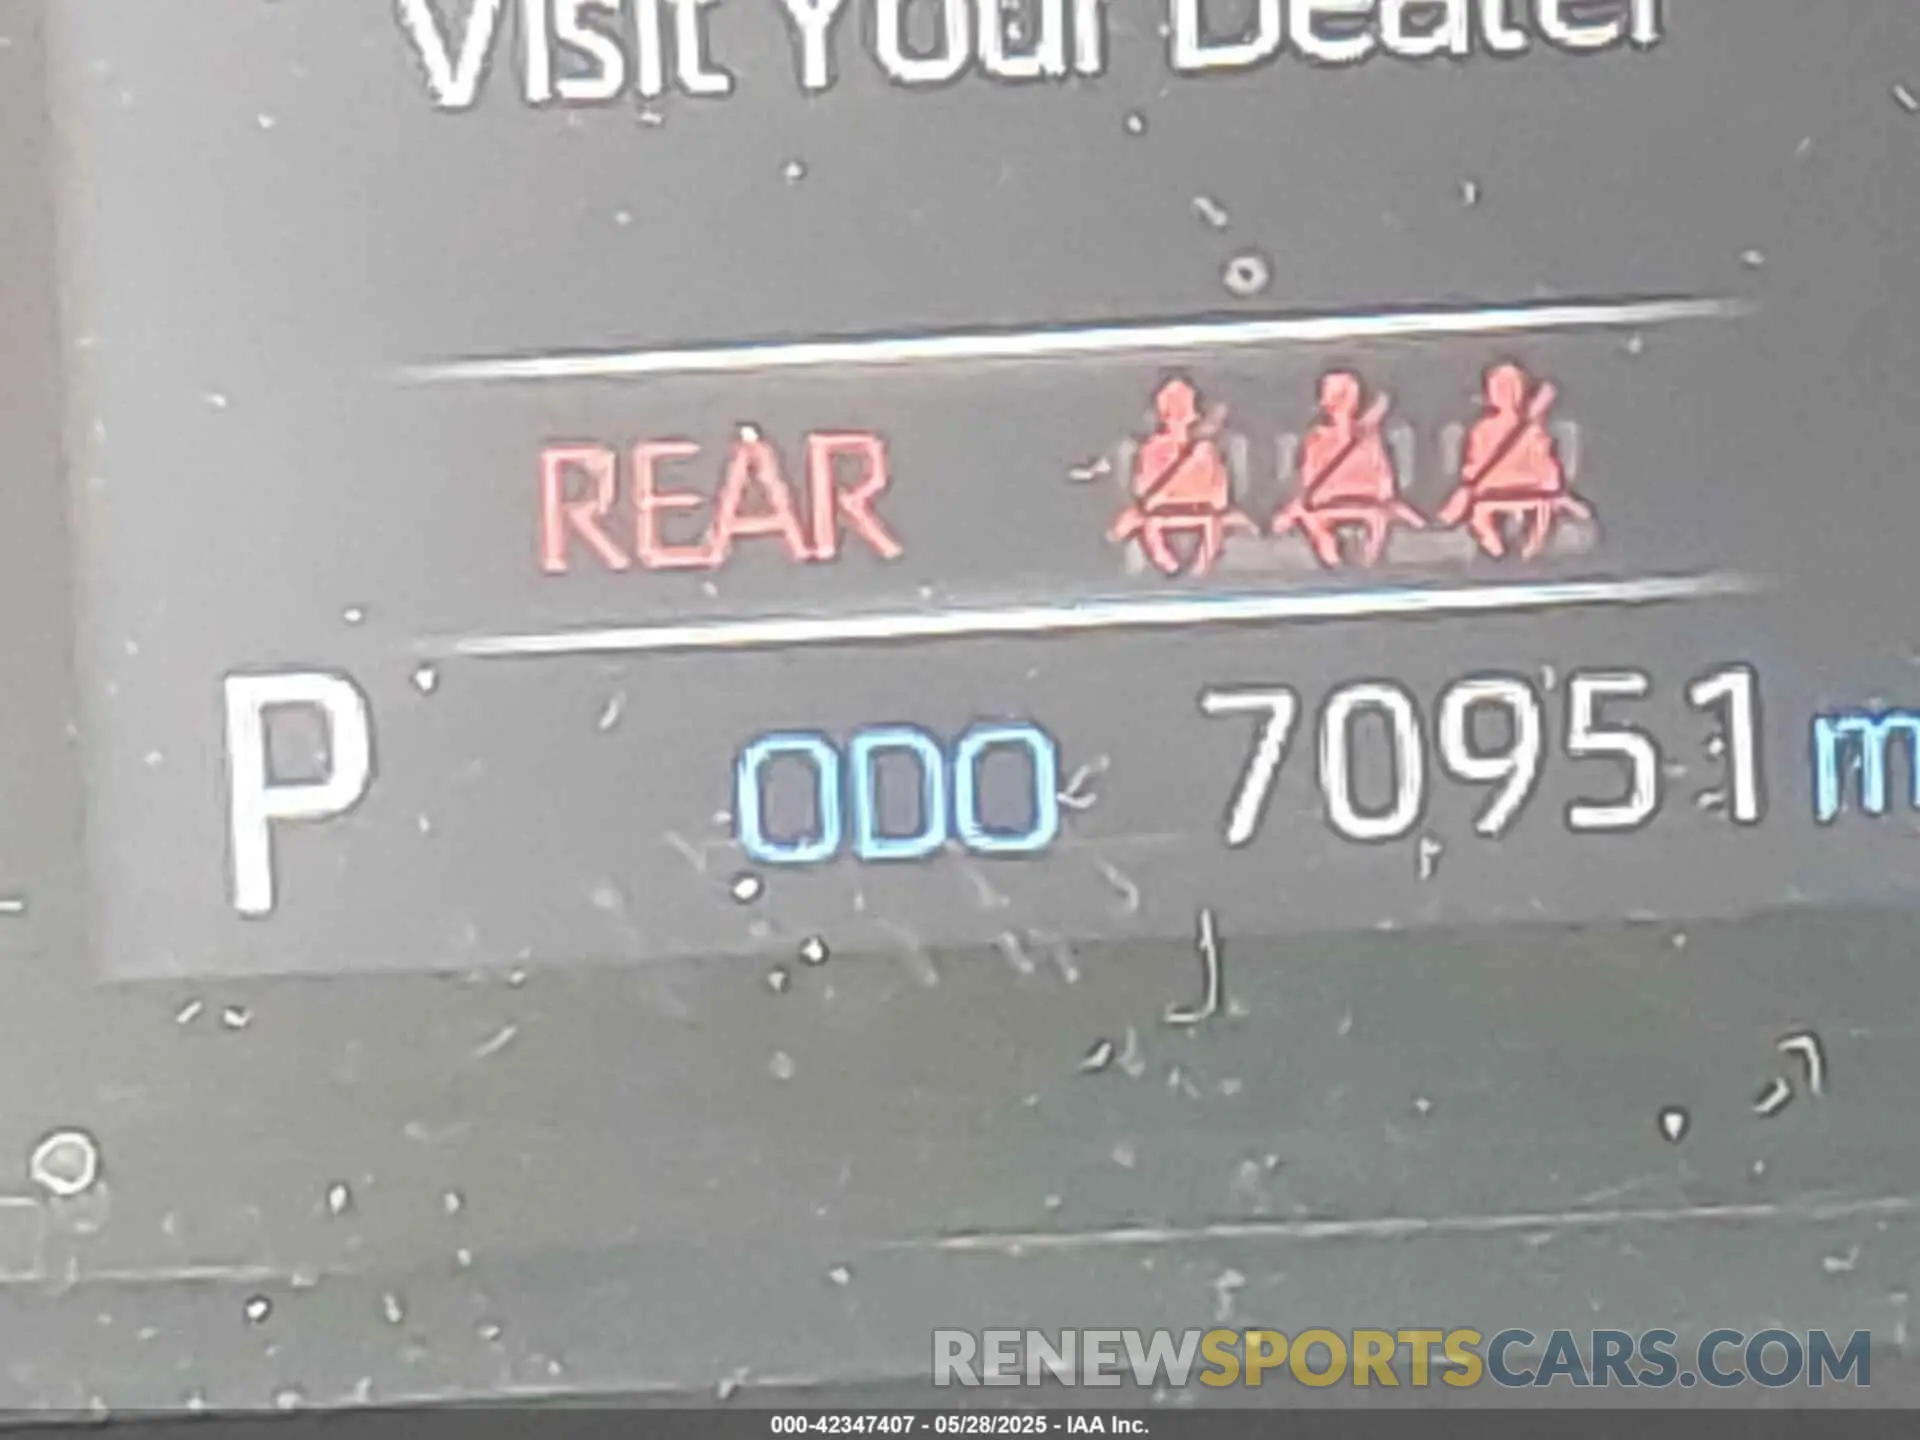 Visit Your Dealer
REAR
P ODO 70951 m
RENEWSPORTSCARS.COM
000-42347407 - 05/28/2025 - IAA Inc.